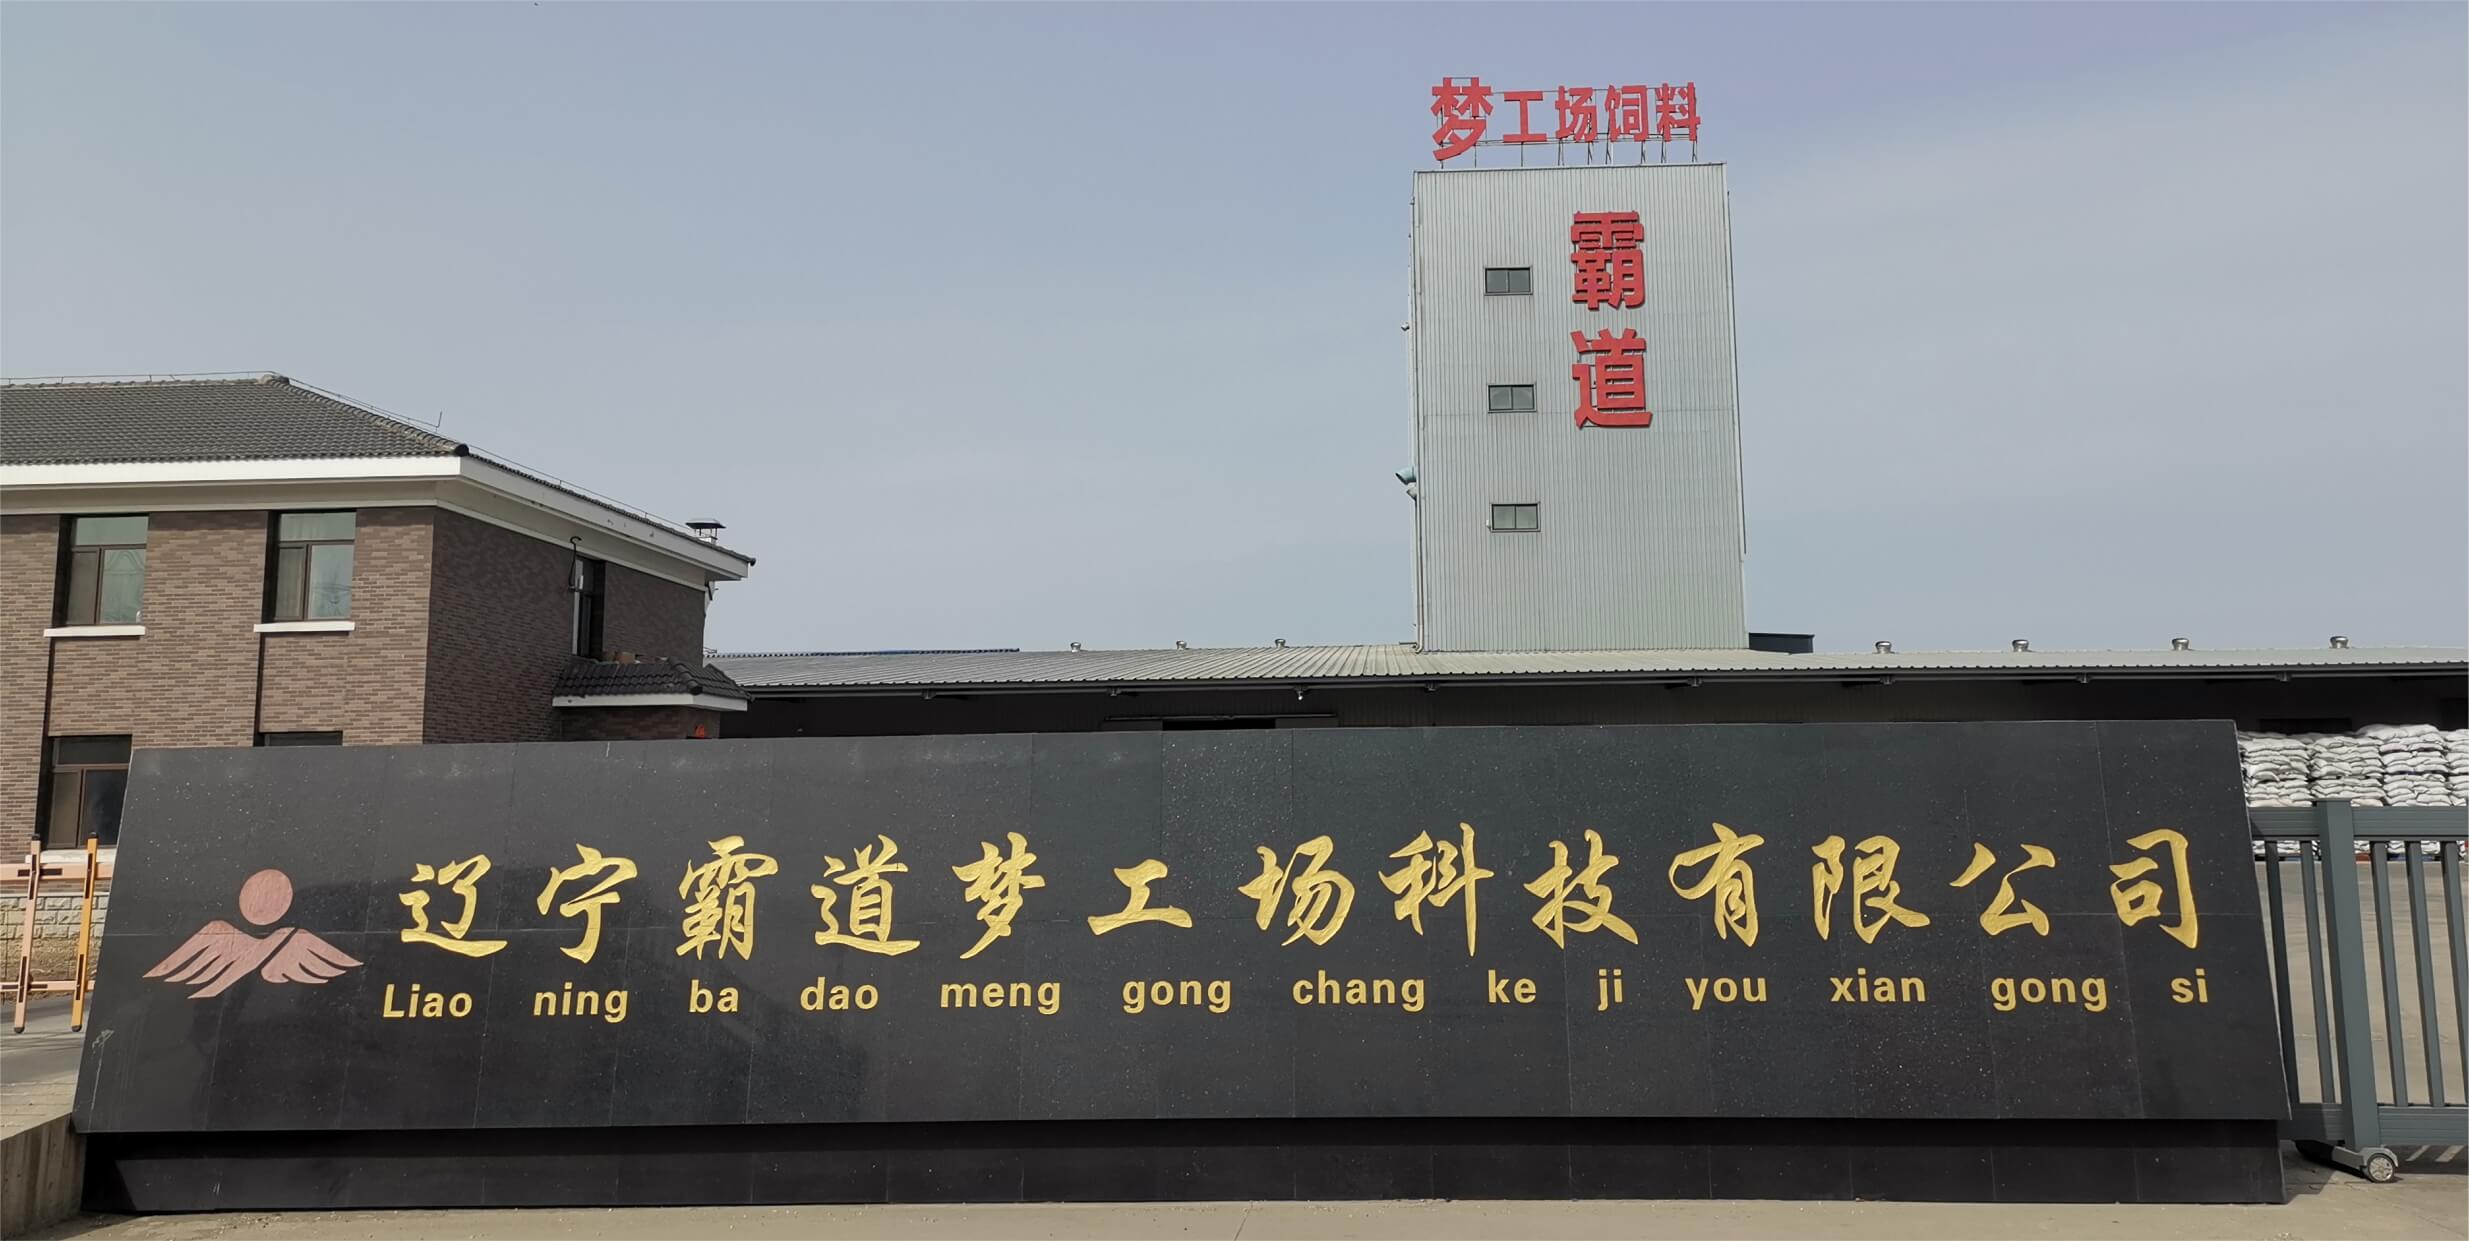 梦工场饲料
霸
道
辽宁霸道梦工场科技有限公司
Liao ning ba dao meng gong chang ke ji you xian gong si